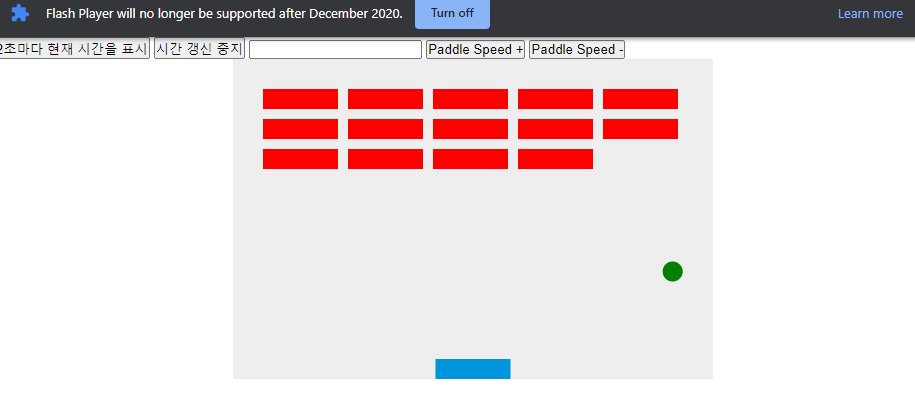 Flash Player will no longer be supported after December 2020. Turn off Learn more
2초마다 현재 시간을 표시 시간 갱신 중지 Paddle Speed + Paddle Speed -